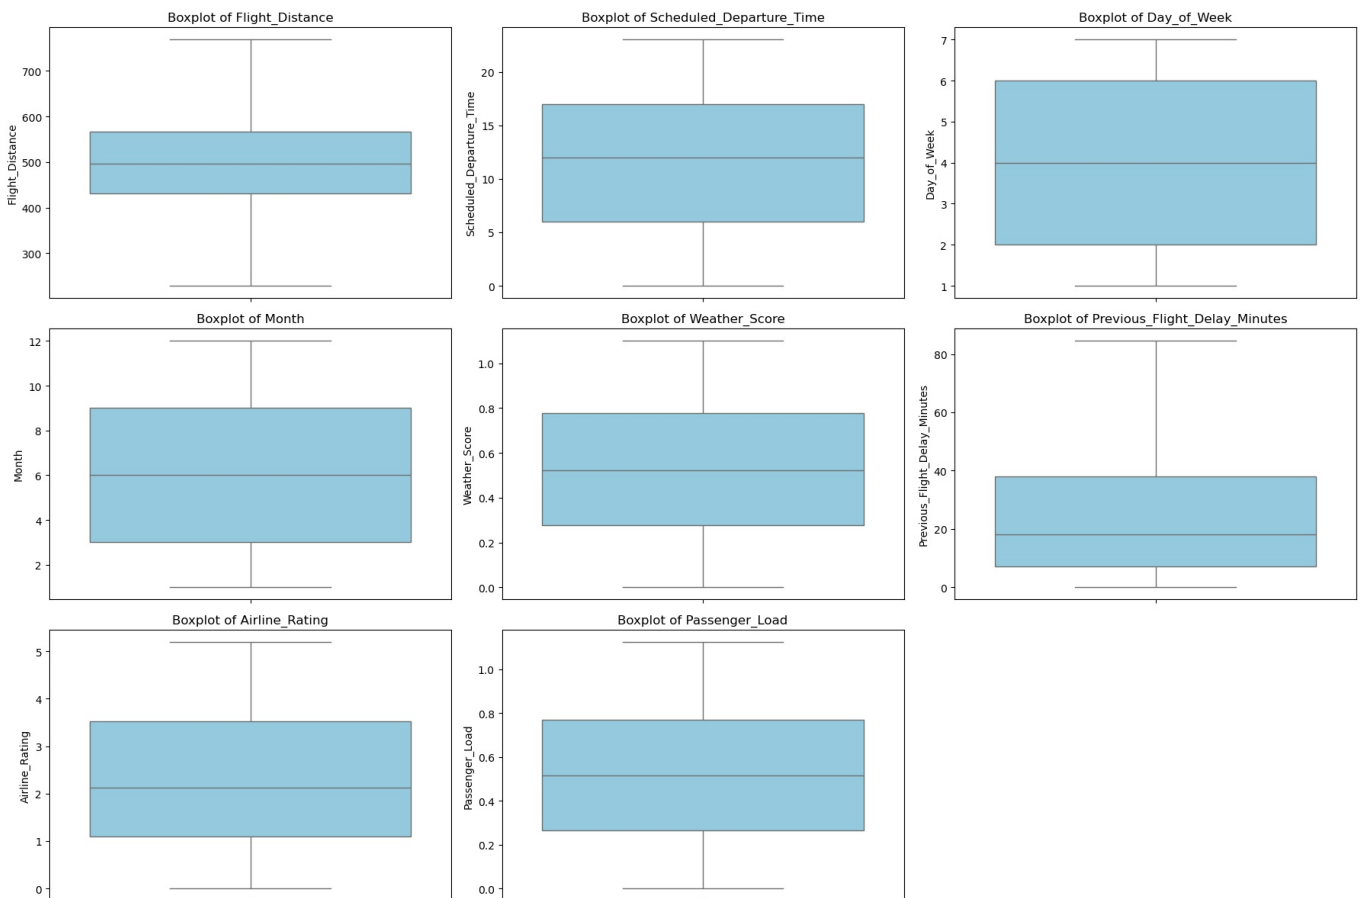 Boxplot of Flight_Distance
Flight_Distance
700
600
500
400
300
Boxplot of Scheduled_Departure_Time
Scheduled_Departure_Time
20
15
10
5
0
Boxplot of Day_of_Week
Day_of_Week
7
6
5
4
3
2
1
Boxplot of Month
Month
12
10
8
6
4
2
Boxplot of Weather_Score
Weather_Score
1.0
0.8
0.6
0.4
0.2
0.0
Boxplot of Previous_Flight_Delay_Minutes
Previous_Flight_Delay_Minutes
80
60
40
20
0
Boxplot of Airline_Rating
Airline_Rating
5
4
3
2
1
0
Boxplot of Passenger_Load
Passenger_Load
1.0
0.8
0.6
0.4
0.2
0.0